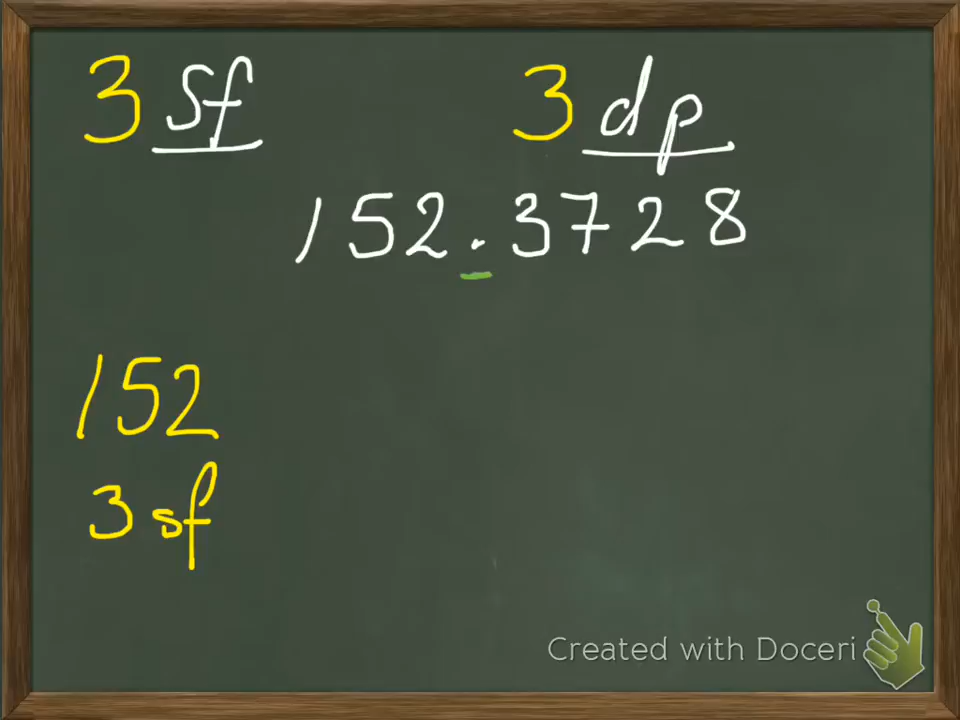 3 sf 3 dp
152.3728
152
3 sf
Created with Doceri